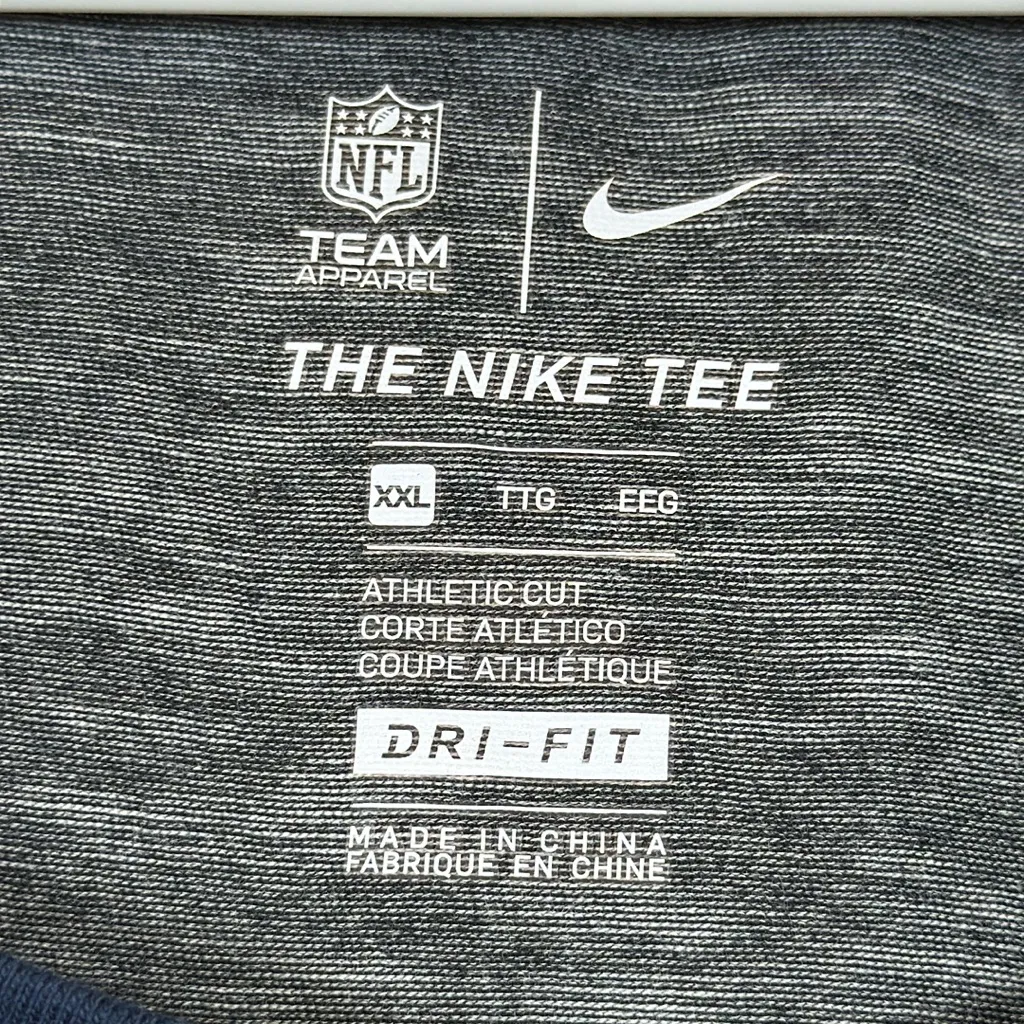 NFL
TEAM
APPAREL
THE NIKE TEE
XXL TTG EEG
ATHLETIC CUT
CORTE ATLÉTICO
COUPE ATHLÉTIQUE
DRI-FIT
MADE IN CHINA
FABRIQUE EN CHINE